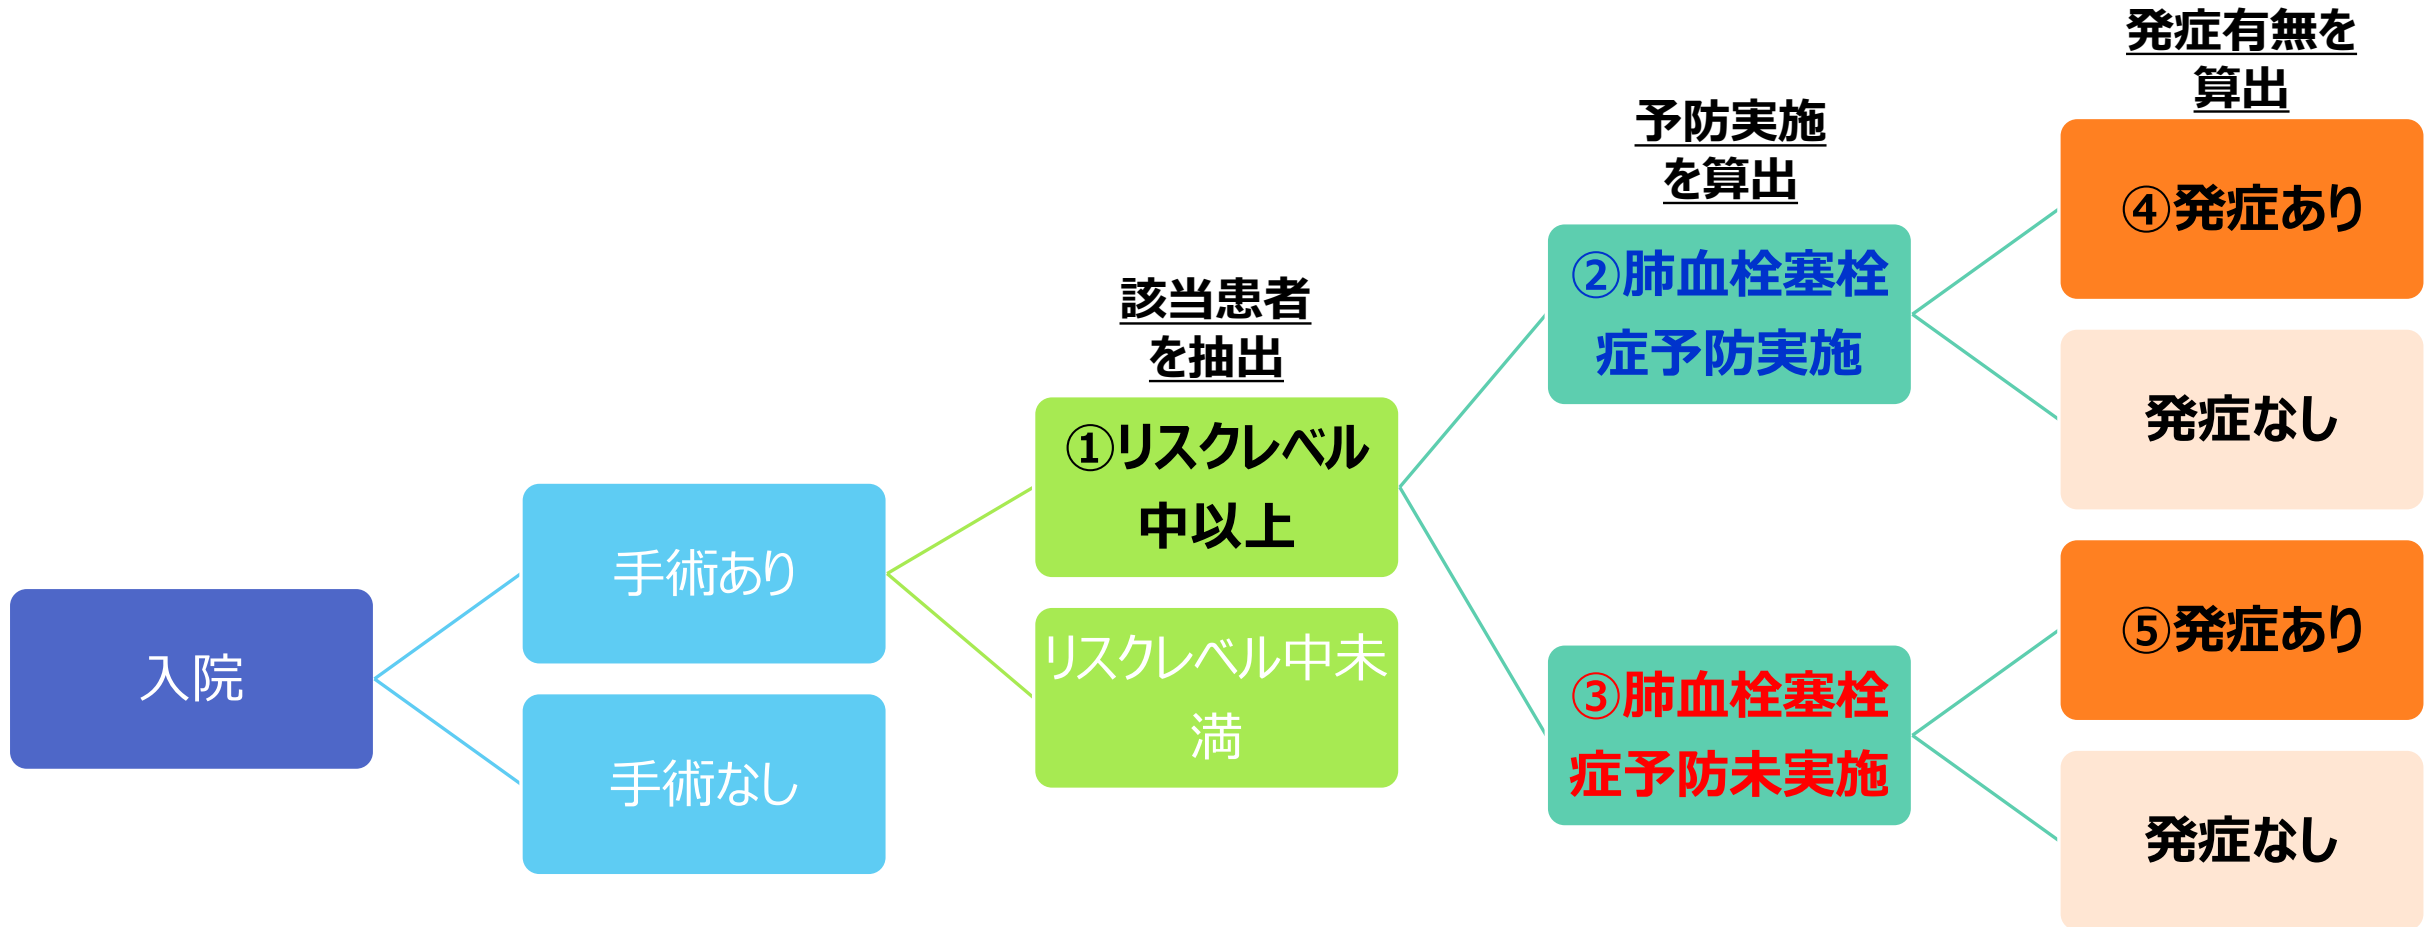 発症有無を
算出
予防実施
を算出
④発症あり
②肺血栓塞栓
症予防実施
該当患者
を抽出
発症なし
①リスクレベル
中以上
手術あり
⑤発症あり
入院
リスクレベル中未
満
③肺血栓塞栓
症予防未実施
手術なし
発症なし